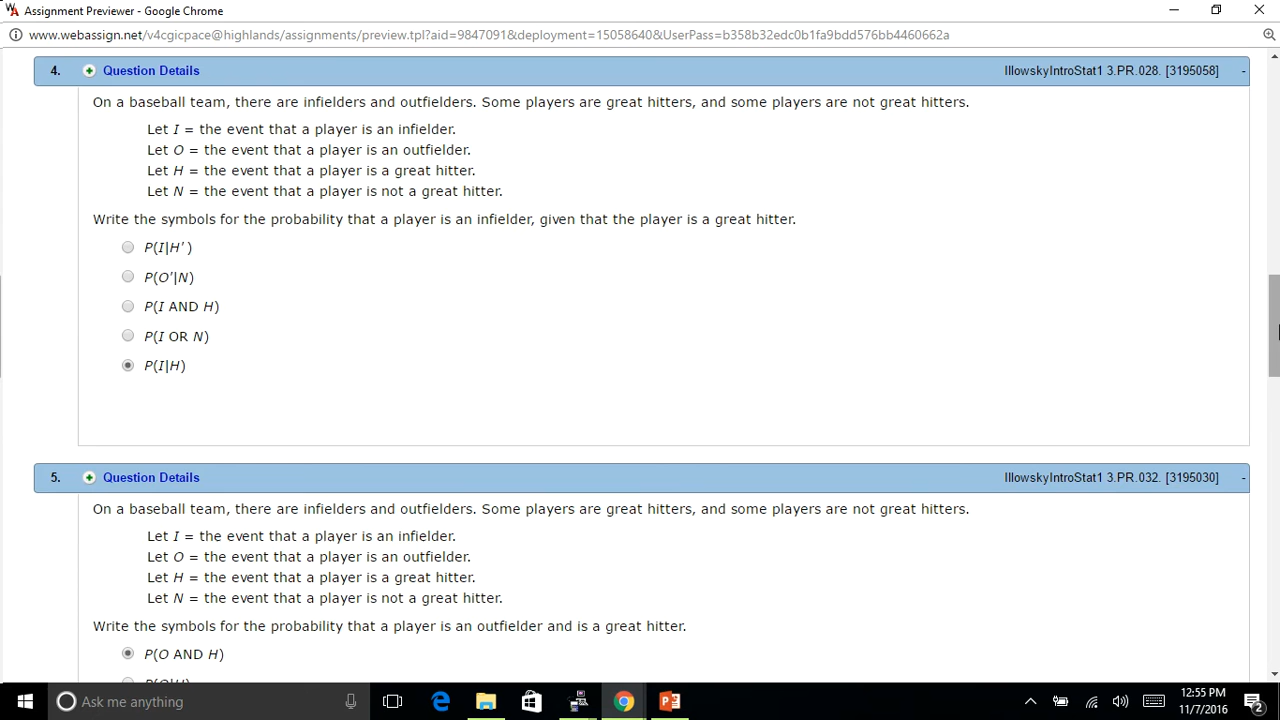 Assignment Previewer - Google Chrome
www.webassign.net/v4cgicpace@highlands/assignments/preview.tpl?aid=9847091&deployment=15058640&UserPass=b358b32edc0b1fa9bdd576bb4460662a
4. Question Details IllowskyIntroStat1 3.PR.028. [3195058] -
On a baseball team, there are infielders and outfielders. Some players are great hitters, and some players are not great hitters.
Let I = the event that a player is an infielder.
Let O = the event that a player is an outfielder.
Let H = the event that a player is a great hitter.
Let N = the event that a player is not a great hitter.
Write the symbols for the probability that a player is an infielder, given that the player is a great hitter.
P(I|H′)
P(O′|N)
P(I AND H)
P(I OR N)
P(I|H)
5. Question Details IllowskyIntroStat1 3.PR.032. [3195030] -
On a baseball team, there are infielders and outfielders. Some players are great hitters, and some players are not great hitters.
Let I = the event that a player is an infielder.
Let O = the event that a player is an outfielder.
Let H = the event that a player is a great hitter.
Let N = the event that a player is not a great hitter.
Write the symbols for the probability that a player is an outfielder and is a great hitter.
P(O AND H)
Ask me anything
12:55 PM
11/7/2016
2